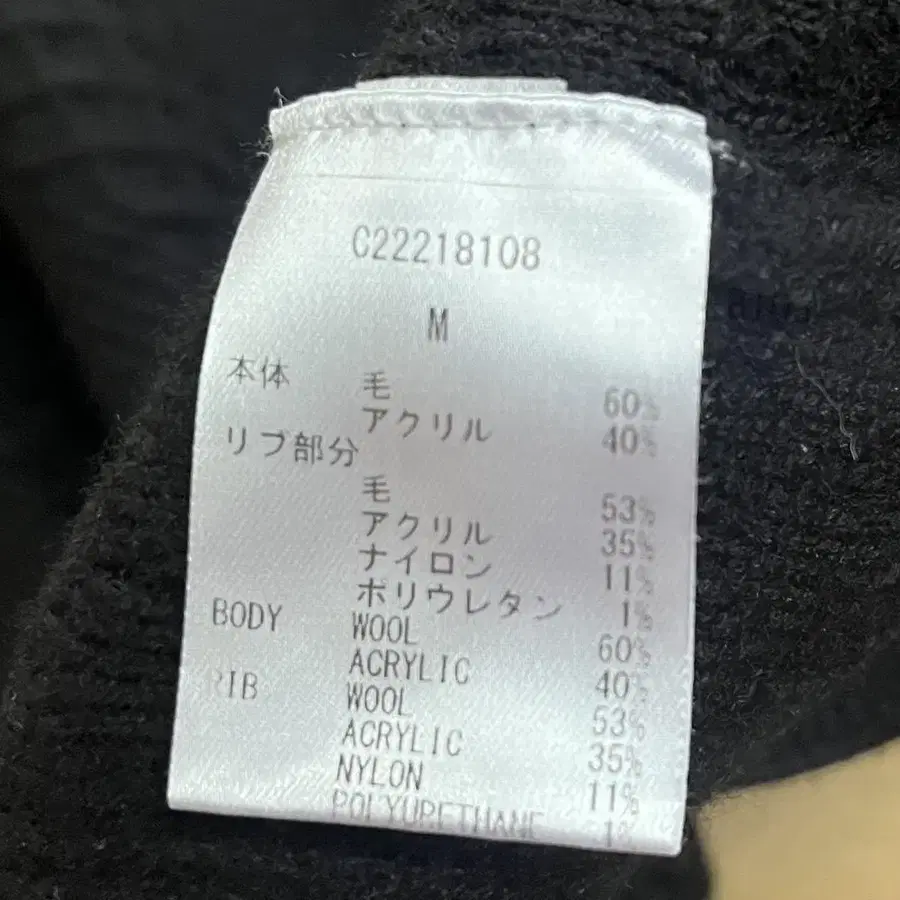 C22218108
M
本体 毛 60%
アクリル 40%
リブ部分
毛 53%
アクリル 35%
ナイロン 11%
ポリウレタン 1%
BODY WOOL 60%
ACRYLIC 40%
RIB WOOL 53%
ACRYLIC 35%
NYLON 11%
POLYURETHANE 1%